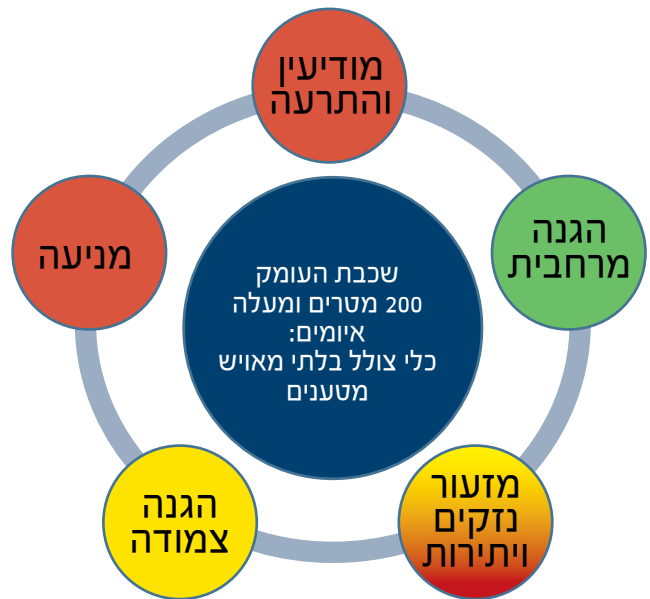 מודיעין
והתרעה
הגנה
מרחבית
מזעור
נזקים
ויתירות
הגנה
צמודה
מניעה
שכבת העומק
200 מטרים ומעלה
איומים:
כלי צולל בלתי מאויש
מטענים